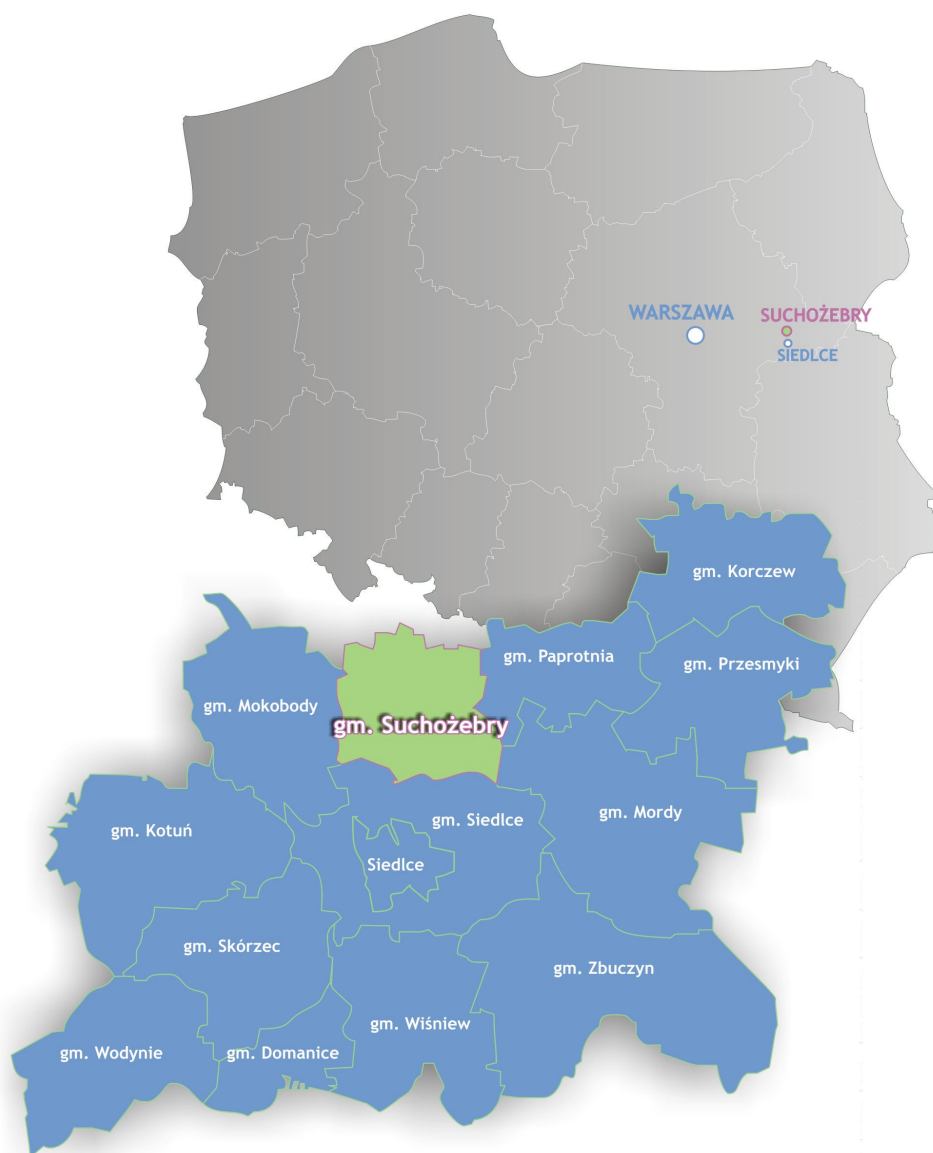 WARSZAWA
SUCHOŻEBRY
SIEDLCE
gm. Korczew
gm. Paprotnia
gm. Przesmyki
gm. Mokobody
gm. Suchożebry
gm. Mordy
gm. Siedlce
gm. Kotuń
Siedlce
gm. Skórzec
gm. Zbuczyn
gm. Wiśniew
gm. Wodynie
gm. Domanice